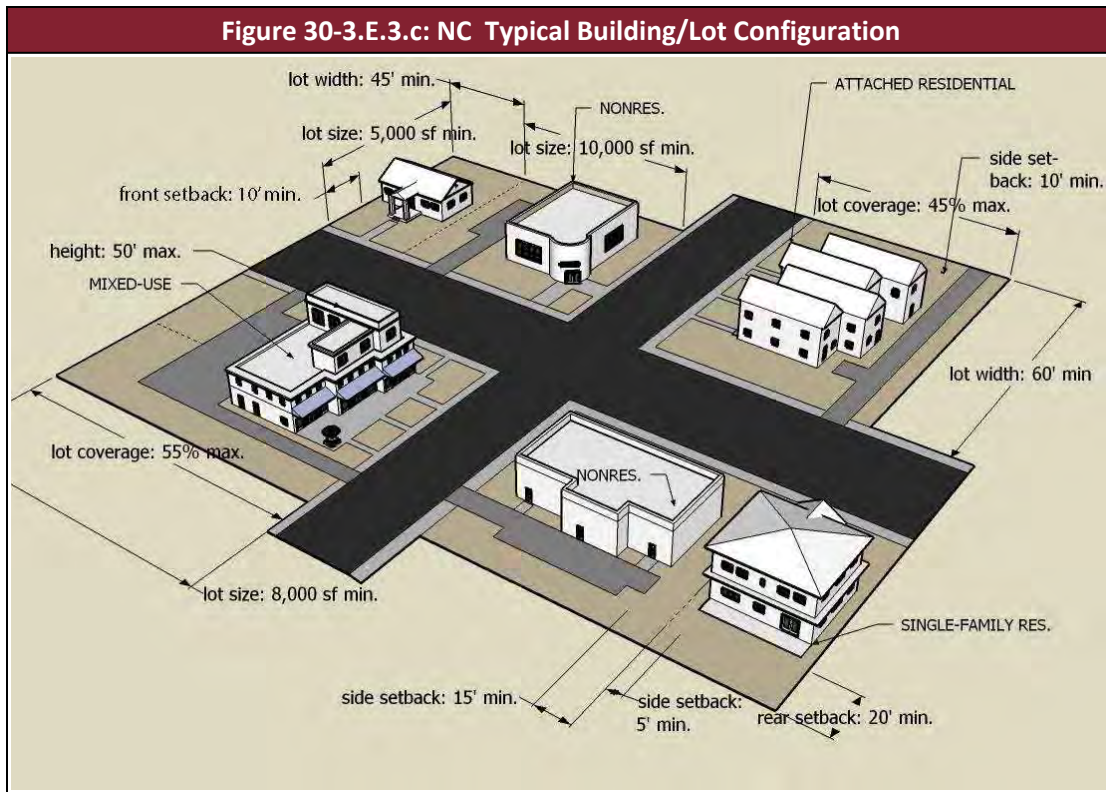 Figure 30-3.E.3.c: NC Typical Building/Lot Configuration
lot width: 45' min.
ATTACHED RESIDENTIAL
NONRES.
lot size: 5,000 sf min.
lot size: 10,000 sf min.
side set-
back: 10' min.
front setback: 10' min.
lot coverage: 45% max.
height: 50' max.
MIXED-USE
lot width: 60' min
lot coverage: 55% max.
NONRES.
lot size: 8,000 sf min.
SINGLE-FAMILY RES.
side setback: 15' min.
side setback:
5' min.
rear setback: 20' min.